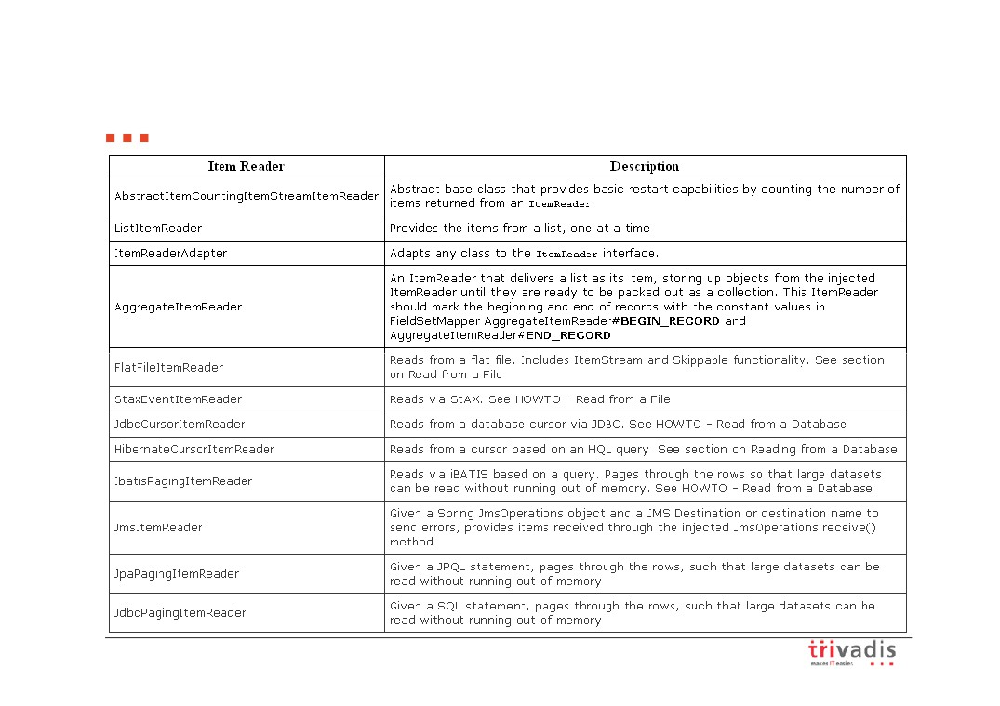 Item Reader Description
AbstractItemCountingItemStreamItemReader
Abstract base class that provides basic restart capabilities by counting the number of
items returned from an ItemReader.
ListItemReader
Provides the items from a list, one at a time
ItemReaderAdapter
Adapts any class to the ItemReader interface.
AggregateItemReader
An ItemReader that delivers a list as its item, storing up objects from the injected
ItemReader until they are ready to be packed out as a collection. This ItemReader
should mark the beginning and end of records with the constant values in
FieldSetMapper AggregateItemReader#BEGIN_RECORD and
AggregateItemReader#END_RECORD
FlatFileItemReader
Reads from a flat file. Includes ItemStream and Skippable functionality. See section
on Read from a File
StaxEventItemReader
Reads via StAX. See HOWTO - Read from a File
JdbcCursorItemReader
Reads from a database cursor via JDBC. See HOWTO - Read from a Database
HibernateCursorItemReader
Reads from a cursor based on an HQL query. See section on Reading from a Database
IbatisPagingItemReader
Reads via iBATIS based on a query. Pages through the rows so that large datasets
can be read without running out of memory. See HOWTO - Read from a Database
JmsItemReader
Given a Spring JmsOperations object and a JMS Destination or destination name to
send errors, provides items received through the injected JmsOperations receive()
method
JpaPagingItemReader
Given a JPQL statement, pages through the rows, such that large datasets can be
read without running out of memory
JdbcPagingItemReader
Given a SQL statement, pages through the rows, such that large datasets can be
read without running out of memory
trivadis
makes IT easier.